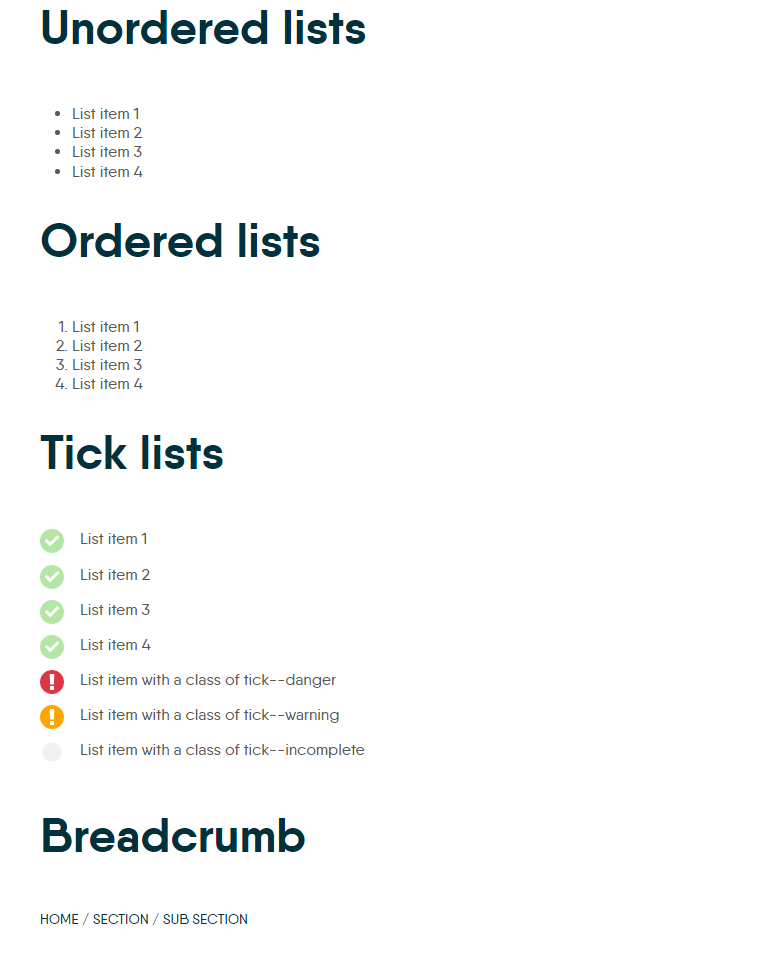 Unordered lists
• List item 1
• List item 2
• List item 3
• List item 4
Ordered lists
1. List item 1
2. List item 2
3. List item 3
4. List item 4
Tick lists
List item 1
List item 2
List item 3
List item 4
List item with a class of tick--danger
List item with a class of tick--warning
List item with a class of tick--incomplete
Breadcrumb
HOME / SECTION / SUB SECTION